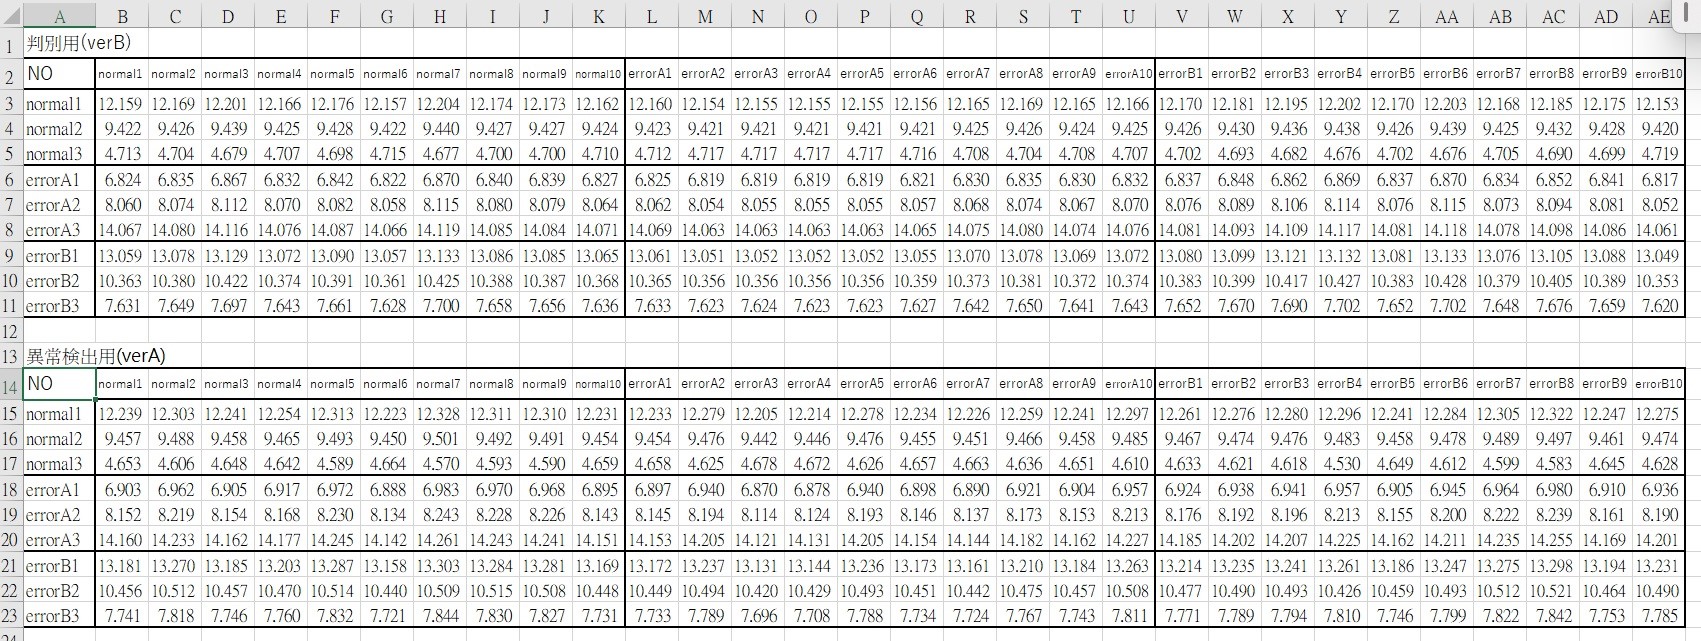 A B C D E F G H I J K L M N O P Q R S T U V W X Y Z AA AB AC AD AE
1 判別用(verB)
2 NO normal1 normal2 normal3 normal4 normal5 normal6 normal7 normal8 normal9 normal10 errorA1 errorA2 errorA3 errorA4 errorA5 errorA6 errorA7 errorA8 errorA9 errorA10 errorB1 errorB2 errorB3 errorB4 errorB5 errorB6 errorB7 errorB8 errorB9 errorB10
3 normal1 12.159 12.169 12.201 12.166 12.176 12.157 12.204 12.174 12.173 12.162 12.160 12.154 12.155 12.155 12.155 12.156 12.165 12.169 12.165 12.166 12.170 12.181 12.195 12.202 12.170 12.203 12.168 12.185 12.175 12.153
4 normal2 9.422 9.426 9.439 9.425 9.428 9.422 9.440 9.427 9.427 9.424 9.423 9.421 9.421 9.421 9.421 9.421 9.425 9.426 9.424 9.425 9.426 9.430 9.436 9.438 9.426 9.439 9.425 9.432 9.428 9.420
5 normal3 4.713 4.704 4.679 4.707 4.698 4.715 4.677 4.700 4.700 4.710 4.712 4.717 4.717 4.717 4.717 4.716 4.708 4.704 4.708 4.707 4.702 4.693 4.682 4.676 4.702 4.676 4.705 4.690 4.699 4.719
6 errorA1 6.824 6.835 6.867 6.832 6.842 6.822 6.870 6.840 6.839 6.827 6.825 6.819 6.819 6.819 6.819 6.821 6.830 6.835 6.830 6.832 6.837 6.848 6.862 6.869 6.837 6.870 6.834 6.852 6.841 6.817
7 errorA2 8.060 8.074 8.112 8.070 8.082 8.058 8.115 8.080 8.079 8.064 8.062 8.054 8.055 8.055 8.055 8.057 8.068 8.074 8.067 8.070 8.076 8.089 8.106 8.114 8.076 8.115 8.073 8.094 8.081 8.052
8 errorA3 14.067 14.080 14.116 14.076 14.087 14.066 14.119 14.085 14.084 14.071 14.069 14.063 14.063 14.063 14.063 14.065 14.075 14.080 14.074 14.076 14.081 14.093 14.109 14.117 14.081 14.118 14.078 14.098 14.086 14.061
9 errorB1 13.059 13.078 13.129 13.072 13.090 13.057 13.133 13.086 13.085 13.065 13.061 13.051 13.052 13.052 13.052 13.055 13.070 13.078 13.069 13.072 13.080 13.099 13.121 13.132 13.081 13.133 13.076 13.105 13.088 13.049
10 errorB2 10.363 10.380 10.422 10.374 10.391 10.361 10.425 10.388 10.387 10.368 10.365 10.356 10.356 10.356 10.356 10.359 10.373 10.381 10.372 10.374 10.383 10.399 10.417 10.427 10.383 10.428 10.379 10.405 10.389 10.353
11 errorB3 7.631 7.649 7.697 7.643 7.661 7.628 7.700 7.658 7.656 7.636 7.633 7.623 7.624 7.623 7.623 7.627 7.642 7.650 7.641 7.643 7.652 7.670 7.690 7.702 7.652 7.702 7.648 7.676 7.659 7.620
12
13 異常検出用(verA)
14 NO normal1 normal2 normal3 normal4 normal5 normal6 normal7 normal8 normal9 normal10 errorA1 errorA2 errorA3 errorA4 errorA5 errorA6 errorA7 errorA8 errorA9 errorA10 errorB1 errorB2 errorB3 errorB4 errorB5 errorB6 errorB7 errorB8 errorB9 errorB10
15 normal1 12.239 12.303 12.241 12.254 12.313 12.223 12.328 12.311 12.310 12.231 12.233 12.279 12.205 12.214 12.278 12.234 12.226 12.259 12.241 12.297 12.261 12.276 12.280 12.296 12.241 12.284 12.305 12.322 12.247 12.275
16 normal2 9.457 9.488 9.458 9.465 9.493 9.450 9.501 9.492 9.491 9.454 9.454 9.476 9.442 9.446 9.476 9.455 9.451 9.466 9.458 9.485 9.467 9.474 9.476 9.483 9.458 9.478 9.489 9.497 9.461 9.474
17 normal3 4.653 4.606 4.648 4.642 4.589 4.664 4.570 4.593 4.590 4.659 4.658 4.625 4.678 4.672 4.626 4.657 4.663 4.636 4.651 4.610 4.633 4.621 4.618 4.530 4.649 4.612 4.599 4.583 4.645 4.628
18 errorA1 6.903 6.962 6.905 6.917 6.972 6.888 6.983 6.970 6.968 6.895 6.897 6.940 6.870 6.878 6.940 6.898 6.890 6.921 6.904 6.957 6.924 6.938 6.941 6.957 6.905 6.945 6.964 6.980 6.910 6.936
19 errorA2 8.152 8.219 8.154 8.168 8.230 8.134 8.243 8.228 8.226 8.143 8.145 8.194 8.114 8.124 8.193 8.146 8.137 8.173 8.153 8.213 8.176 8.192 8.196 8.213 8.155 8.200 8.222 8.239 8.161 8.190
20 errorA3 14.160 14.233 14.162 14.177 14.245 14.142 14.261 14.243 14.241 14.151 14.153 14.205 14.121 14.131 14.205 14.154 14.144 14.182 14.162 14.227 14.185 14.202 14.207 14.225 14.162 14.211 14.235 14.255 14.169 14.201
21 errorB1 13.181 13.270 13.185 13.203 13.287 13.158 13.303 13.284 13.281 13.169 13.172 13.237 13.131 13.144 13.236 13.173 13.161 13.210 13.184 13.263 13.214 13.235 13.241 13.261 13.186 13.247 13.275 13.298 13.194 13.231
22 errorB2 10.456 10.512 10.457 10.470 10.514 10.440 10.509 10.515 10.508 10.448 10.449 10.494 10.420 10.429 10.493 10.451 10.442 10.475 10.457 10.508 10.477 10.490 10.493 10.426 10.459 10.493 10.512 10.521 10.464 10.490
23 errorB3 7.741 7.818 7.746 7.760 7.832 7.721 7.844 7.830 7.827 7.731 7.733 7.789 7.696 7.708 7.788 7.734 7.724 7.767 7.743 7.811 7.771 7.789 7.794 7.810 7.746 7.799 7.822 7.842 7.753 7.785